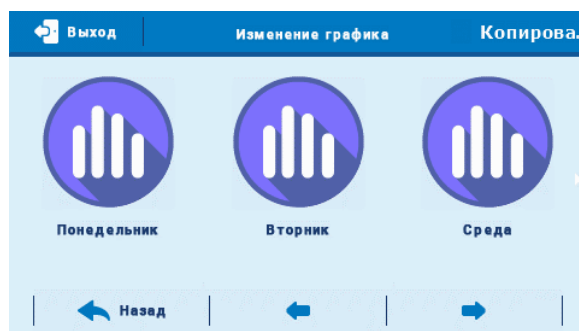 Выход
Изменение графика
Копирова.
Понедельник
Вторник
Среда
Назад